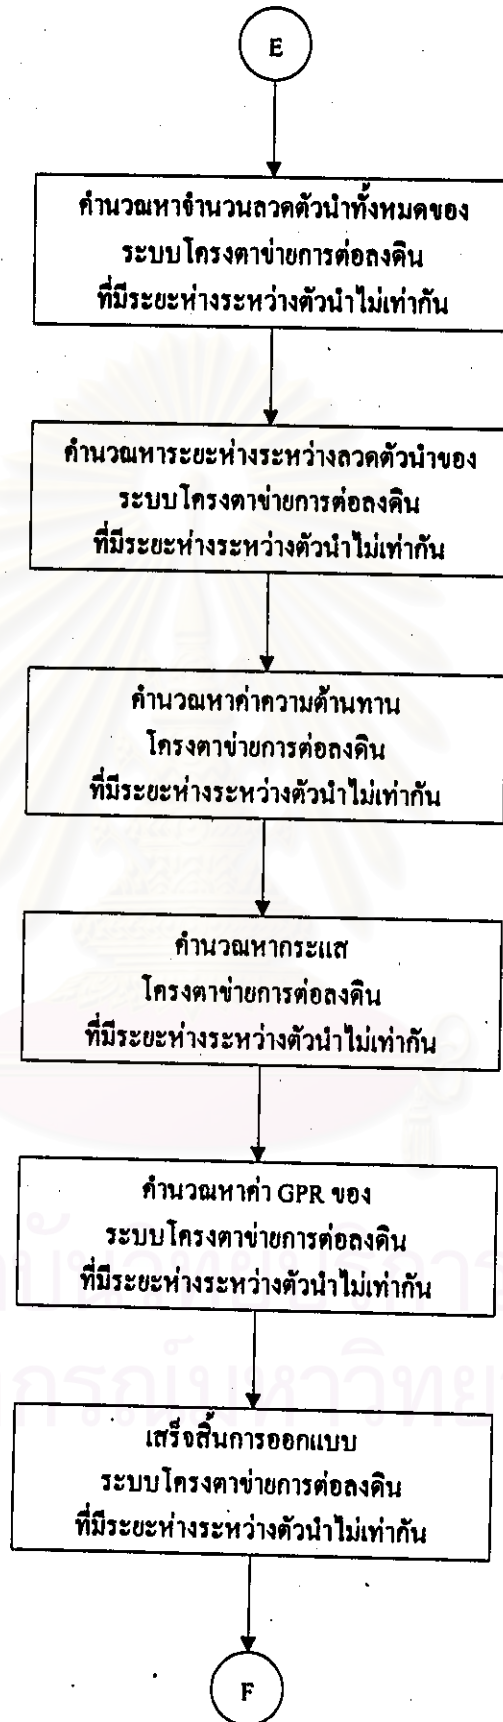 E
คำนวณหาจำนวนลวดตัวนำทั้งหมดของ
ระบบโครงตาข่ายการต่อลงดิน
ที่มีระยะห่างระหว่างตัวนำไม่เท่ากัน
คำนวณหาระยะห่างระหว่างลวดตัวนำของ
ระบบโครงตาข่ายการต่อลงดิน
ที่มีระยะห่างระหว่างตัวนำไม่เท่ากัน
คำนวณหาค่าความต้านทาน
โครงตาข่ายการต่อลงดิน
ที่มีระยะห่างระหว่างตัวนำไม่เท่ากัน
คำนวณหากระแส
โครงตาข่ายการต่อลงดิน
ที่มีระยะห่างระหว่างตัวนำไม่เท่ากัน
คำนวณหาค่า GPR ของ
ระบบโครงตาข่ายการต่อลงดิน
ที่มีระยะห่างระหว่างตัวนำไม่เท่ากัน
เสร็จสิ้นการออกแบบ
ระบบโครงตาข่ายการต่อลงดิน
ที่มีระยะห่างระหว่างตัวนำไม่เท่ากัน
F